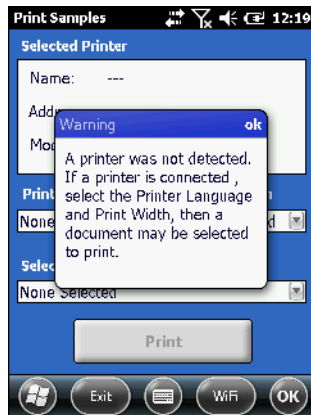 Print Samples 12:19
Selected Printer
Name: ---
Warning ok
A printer was not detected.
If a printer is connected ,
select the Printer Language
and Print Width, then a
document may be selected
to print.
Print
None
None Selected
Print
Exit WiFi OK